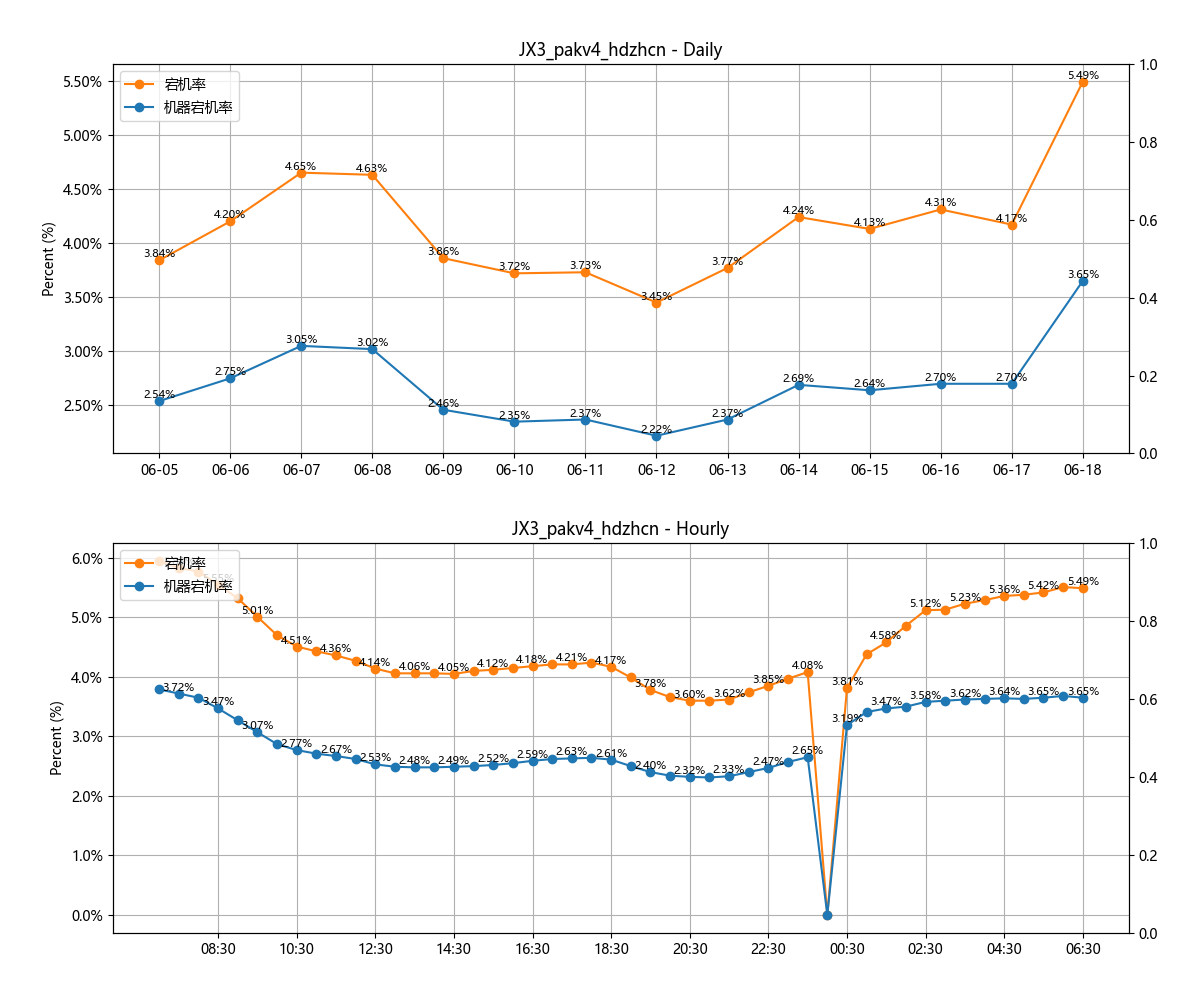 JX3_pakv4_hdzhcn - Daily
宕机率
机器宕机率
Percent (%)
5.50%
5.00%
4.50%
4.00%
3.50%
3.00%
2.50%
1.0
0.8
0.6
0.4
0.2
0.0
3.84% 4.20% 4.65% 4.63% 3.86% 3.72% 3.73% 3.45% 3.77% 4.24% 4.13% 4.31% 4.17% 5.49%
2.54% 2.75% 3.05% 3.02% 2.46% 2.35% 2.37% 2.22% 2.37% 2.69% 2.64% 2.70% 2.70% 3.65%
06-05 06-06 06-07 06-08 06-09 06-10 06-11 06-12 06-13 06-14 06-15 06-16 06-17 06-18
JX3_pakv4_hdzhcn - Hourly
宕机率
机器宕机率
Percent (%)
6.0%
5.0%
4.0%
3.0%
2.0%
1.0%
0.0%
1.0
0.8
0.6
0.4
0.2
0.0
5.01% 4.51% 4.36% 4.14% 4.06% 4.05% 4.12% 4.18% 4.21% 4.17% 3.78% 3.60% 3.62% 3.85% 4.08% 3.81% 4.58% 5.12% 5.23% 5.36% 5.42% 5.49%
3.72% 3.47% 3.07% 2.77% 2.67% 2.53% 2.48% 2.49% 2.52% 2.59% 2.63% 2.61% 2.40% 2.32% 2.33% 2.47% 2.65% 3.19% 3.47% 3.58% 3.62% 3.64% 3.65% 3.65%
08:30 10:30 12:30 14:30 16:30 18:30 20:30 22:30 00:30 02:30 04:30 06:30